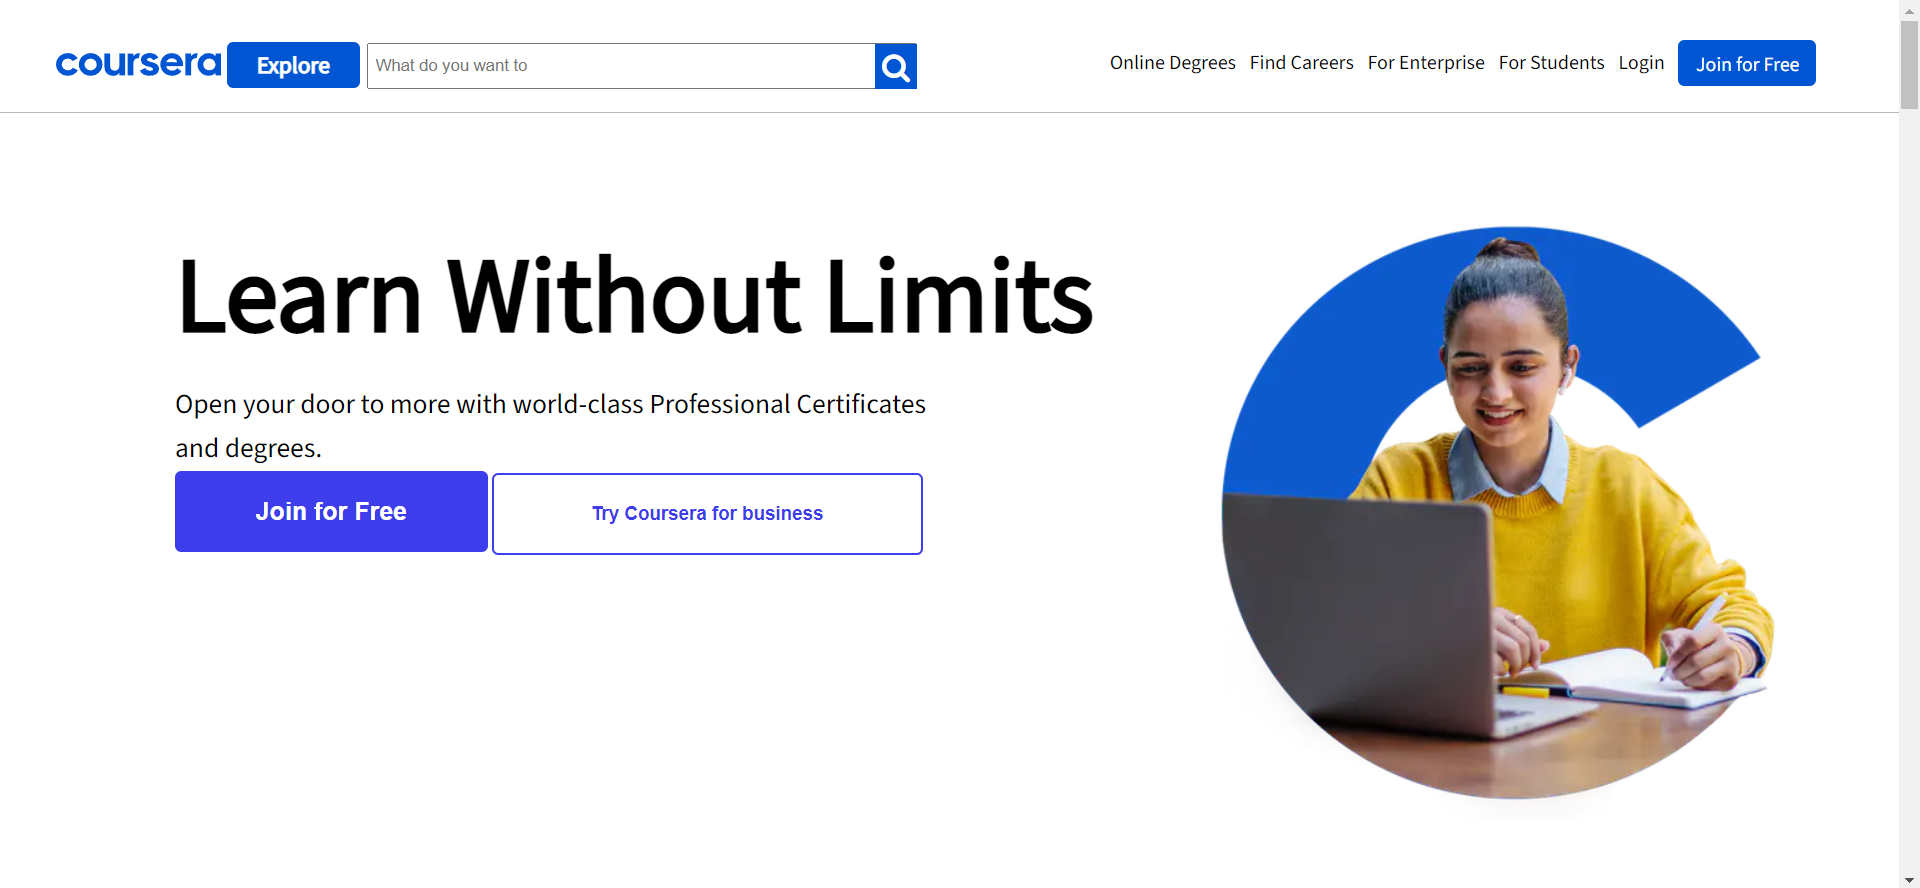 coursera Explore What do you want to Online Degrees Find Careers For Enterprise For Students Login Join for Free
Learn Without Limits
Open your door to more with world-class Professional Certificates
and degrees.
Join for Free Try Coursera for business